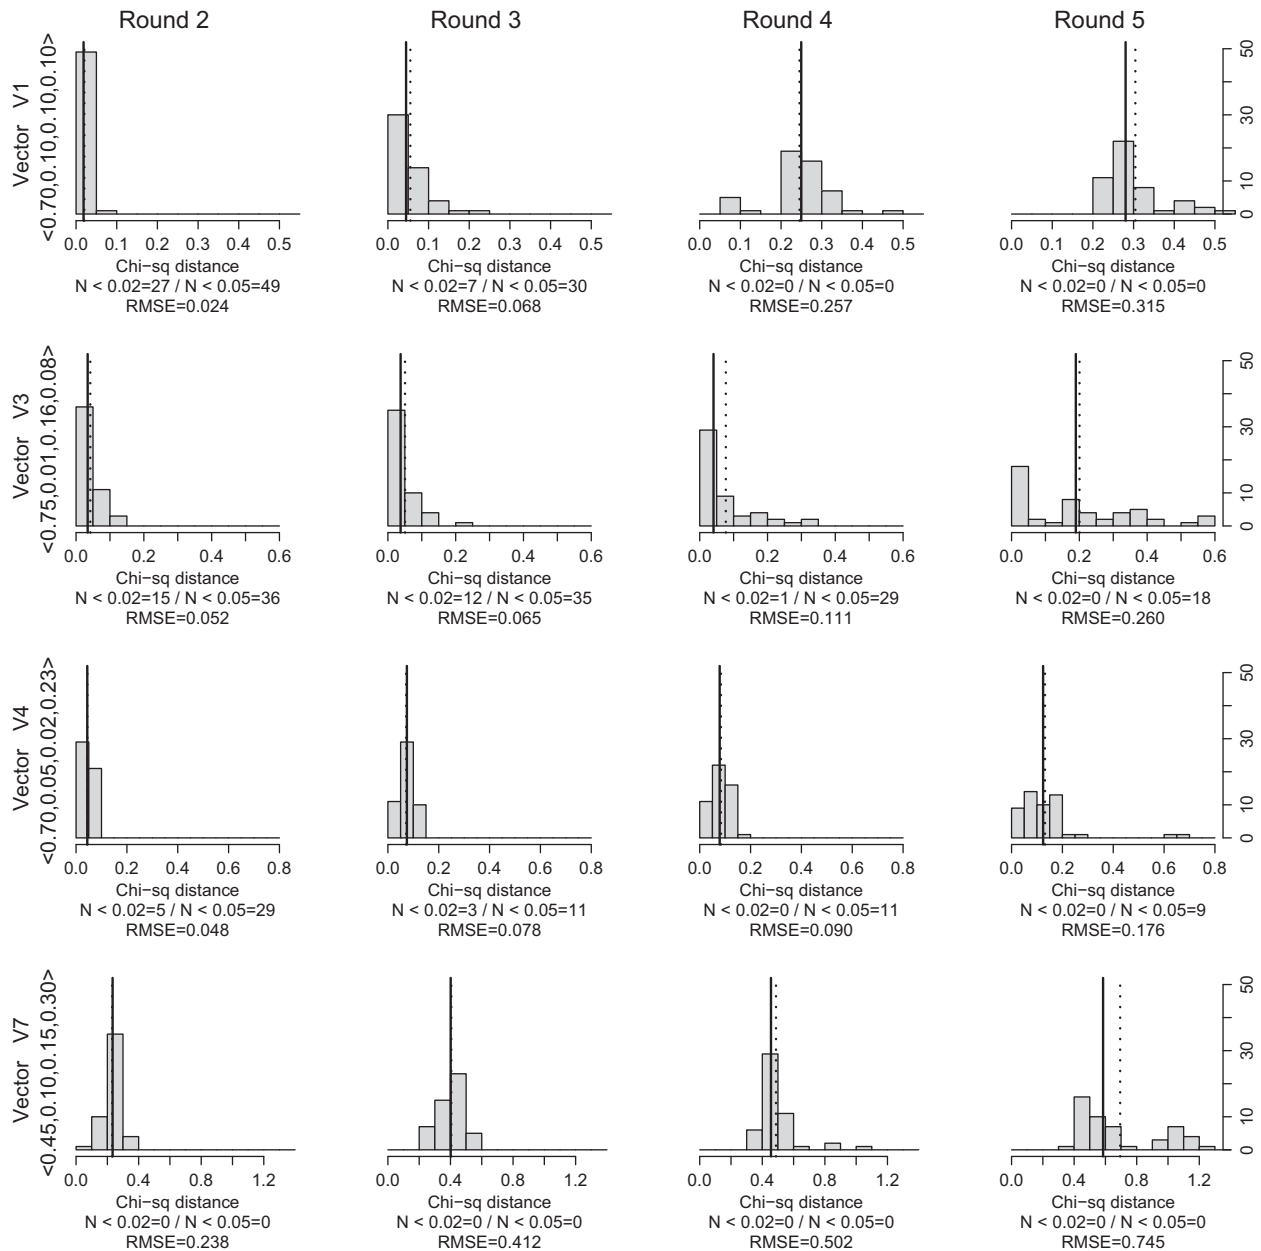 Round 2 Round 3 Round 4 Round 5
Vector V1
<0.70,0.10,0.10,0.10,0.10>
0 10 30 50
0.0 0.1 0.2 0.3 0.4 0.5 0.0 0.1 0.2 0.3 0.4 0.5 0.0 0.1 0.2 0.3 0.4 0.5 0.0 0.1 0.2 0.3 0.4 0.5
Chi−sq distance Chi−sq distance Chi−sq distance Chi−sq distance
N < 0.02=27 / N < 0.05=49 N < 0.02=7 / N < 0.05=30 N < 0.02=0 / N < 0.05=0 N < 0.02=0 / N < 0.05=0
RMSE=0.024 RMSE=0.068 RMSE=0.257 RMSE=0.315
Vector V3
<0.75,0.01,0.16,0.08>
0 10 30 50
0.0 0.2 0.4 0.6 0.0 0.2 0.4 0.6 0.0 0.2 0.4 0.6 0.0 0.2 0.4 0.6
Chi−sq distance Chi−sq distance Chi−sq distance Chi−sq distance
N < 0.02=15 / N < 0.05=36 N < 0.02=12 / N < 0.05=35 N < 0.02=1 / N < 0.05=29 N < 0.02=0 / N < 0.05=18
RMSE=0.052 RMSE=0.065 RMSE=0.111 RMSE=0.260
Vector V4
<0.70,0.05,0.02,0.23>
0 10 30 50
0.0 0.2 0.4 0.6 0.8 0.0 0.2 0.4 0.6 0.8 0.0 0.2 0.4 0.6 0.8 0.0 0.2 0.4 0.6 0.8
Chi−sq distance Chi−sq distance Chi−sq distance Chi−sq distance
N < 0.02=5 / N < 0.05=29 N < 0.02=3 / N < 0.05=11 N < 0.02=0 / N < 0.05=11 N < 0.02=0 / N < 0.05=9
RMSE=0.048 RMSE=0.078 RMSE=0.090 RMSE=0.176
Vector V7
<0.45,0.10,0.15,0.30>
0 10 30 50
0.0 0.4 0.8 1.2 0.0 0.4 0.8 1.2 0.0 0.4 0.8 1.2 0.0 0.4 0.8 1.2
Chi−sq distance Chi−sq distance Chi−sq distance Chi−sq distance
N < 0.02=0 / N < 0.05=0 N < 0.02=0 / N < 0.05=0 N < 0.02=0 / N < 0.05=0 N < 0.02=0 / N < 0.05=0
RMSE=0.238 RMSE=0.412 RMSE=0.502 RMSE=0.745